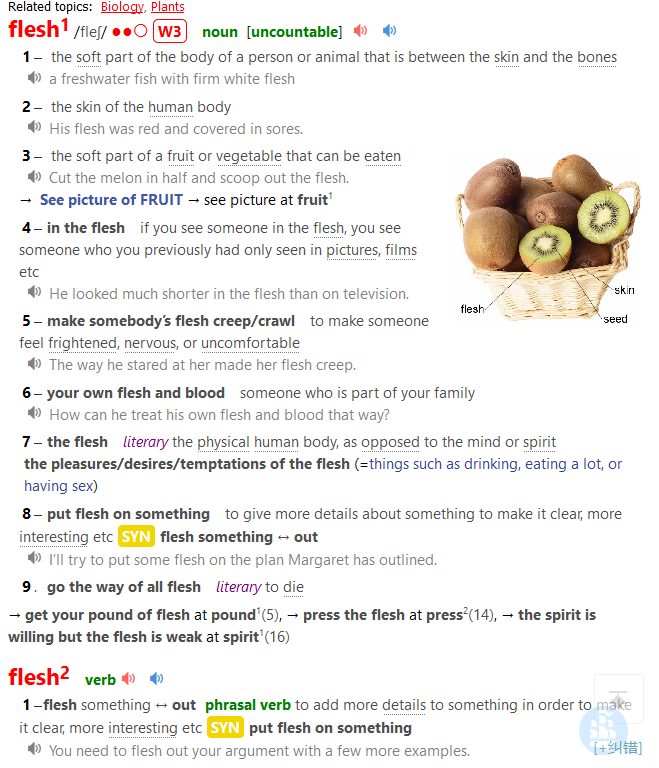 Related topics: Biology, Plants
flesh1 /fleʃ/ ●●○ W3 noun [uncountable]
1 – the soft part of the body of a person or animal that is between the skin and the bones
a freshwater fish with firm white flesh
2 – the skin of the human body
His flesh was red and covered in sores.
3 – the soft part of a fruit or vegetable that can be eaten
Cut the melon in half and scoop out the flesh.
→ See picture of FRUIT → see picture at fruit1
4 – in the flesh if you see someone in the flesh, you see
someone who you previously had only seen in pictures, films
etc
He looked much shorter in the flesh than on television.
flesh
skin
seed
5 – make somebody’s flesh creep/crawl to make someone
feel frightened, nervous, or uncomfortable
The way he stared at her made her flesh creep.
6 – your own flesh and blood someone who is part of your family
How can he treat his own flesh and blood that way?
7 – the flesh literary the physical human body, as opposed to the mind or spirit
the pleasures/desires/temptations of the flesh (=things such as drinking, eating a lot, or
having sex)
8 – put flesh on something to give more details about something to make it clear, more
interesting etc SYN flesh something ↔ out
I’ll try to put some flesh on the plan Margaret has outlined.
9 . go the way of all flesh literary to die
→ get your pound of flesh at pound1(5), → press the flesh at press2(14), → the spirit is
willing but the flesh is weak at spirit1(16)
flesh2 verb
1 –flesh something ↔ out phrasal verb to add more details to something in order to make
it clear, more interesting etc SYN put flesh on something
You need to flesh out your argument with a few more examples.
[+纠错]